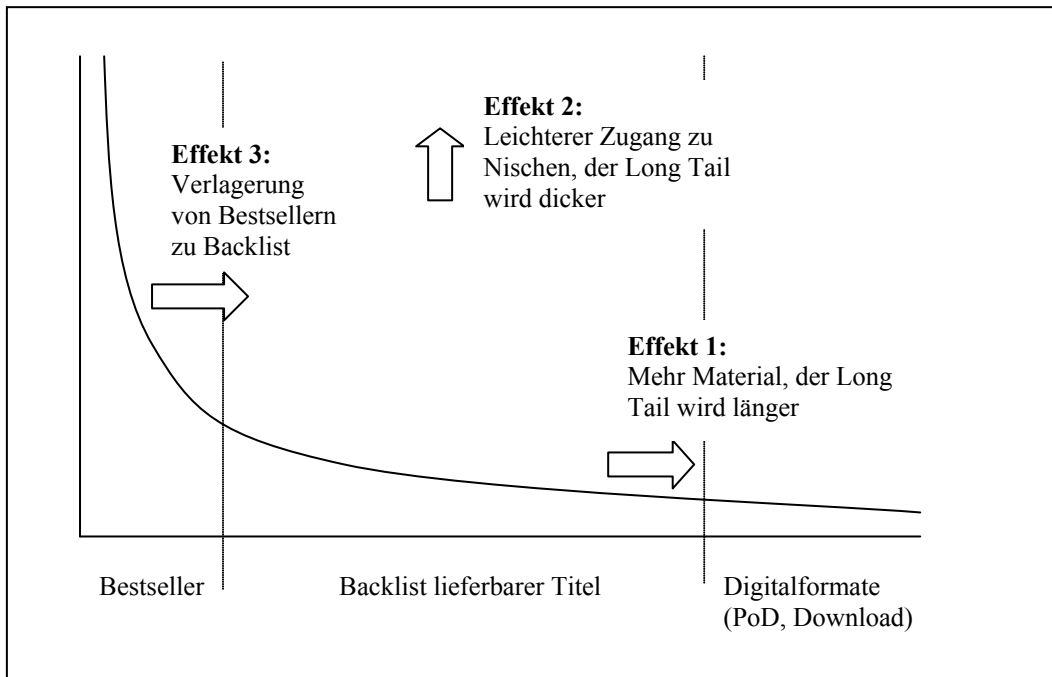 Effekt 2:
Leichterer Zugang zu
Nischen, der Long Tail
wird dicker
Effekt 3:
Verlagerung
von Bestsellern
zu Backlist
Effekt 1:
Mehr Material, der Long
Tail wird länger
Bestseller
Backlist lieferbarer Titel
Digitalformate
(PoD, Download)